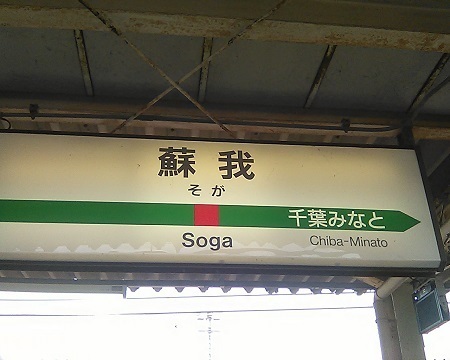 蘇我
そが
千葉みなと
Soga
Chiba-Minato